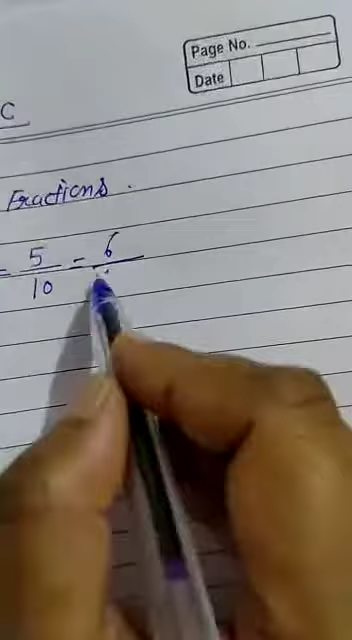 Page No.
Date
C
Fractions.
= 5/10 = 6/